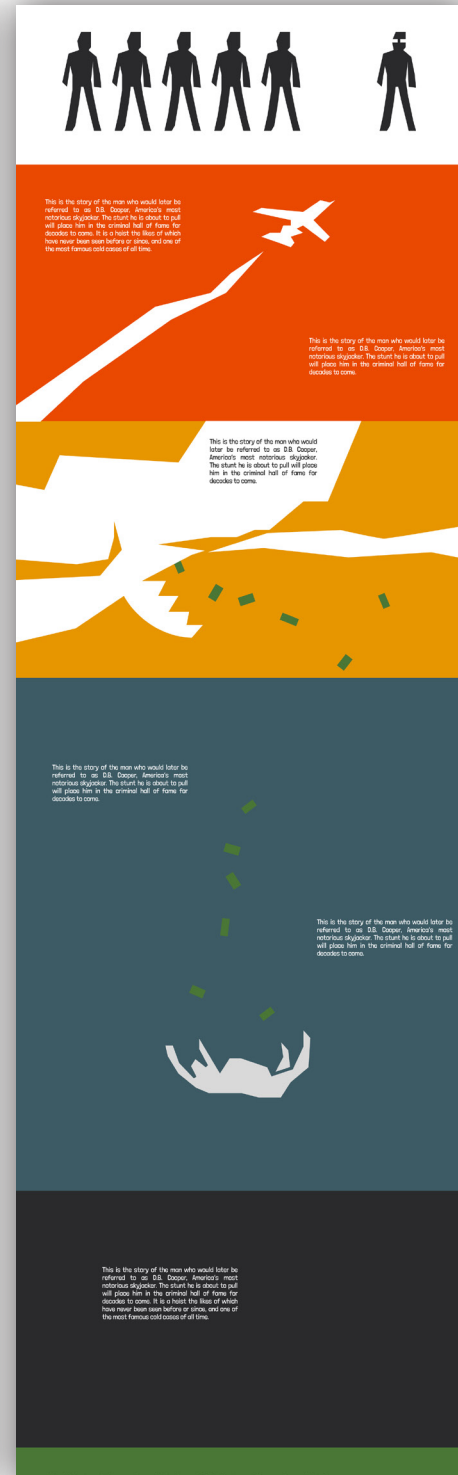 This is the story of the man who would later be
referred to as D.B. Cooper, America's most
notorious skyjacker. The stunt he is about to pull
will place him in the criminal hall of fame for
decades to come. It is a heist the likes of which
have never been seen before or since, and one of
the most famous cold cases of all time.
This is the story of the man who would later be
referred to as D.B. Cooper, America's most
notorious skyjacker. The stunt he is about to pull
will place him in the criminal hall of fame for
decades to come.
This is the story of the man who would
later be referred to as D.B. Cooper,
America's most notorious skyjacker.
The stunt he is about to pull will place
him in the criminal hall of fame for
decades to come.
This is the story of the man who would later be
referred to as D.B. Cooper, America's most
notorious skyjacker. The stunt he is about to pull
will place him in the criminal hall of fame for
decades to come.
This is the story of the man who would later be
referred to as D.B. Cooper, America's most
notorious skyjacker. The stunt he is about to pull
will place him in the criminal hall of fame for
decades to come.
This is the story of the man who would later be
referred to as D.B. Cooper, America's most
notorious skyjacker. The stunt he is about to pull
will place him in the criminal hall of fame for
decades to come. It is a heist the likes of which
have never been seen before or since, and one of
the most famous cold cases of all time.